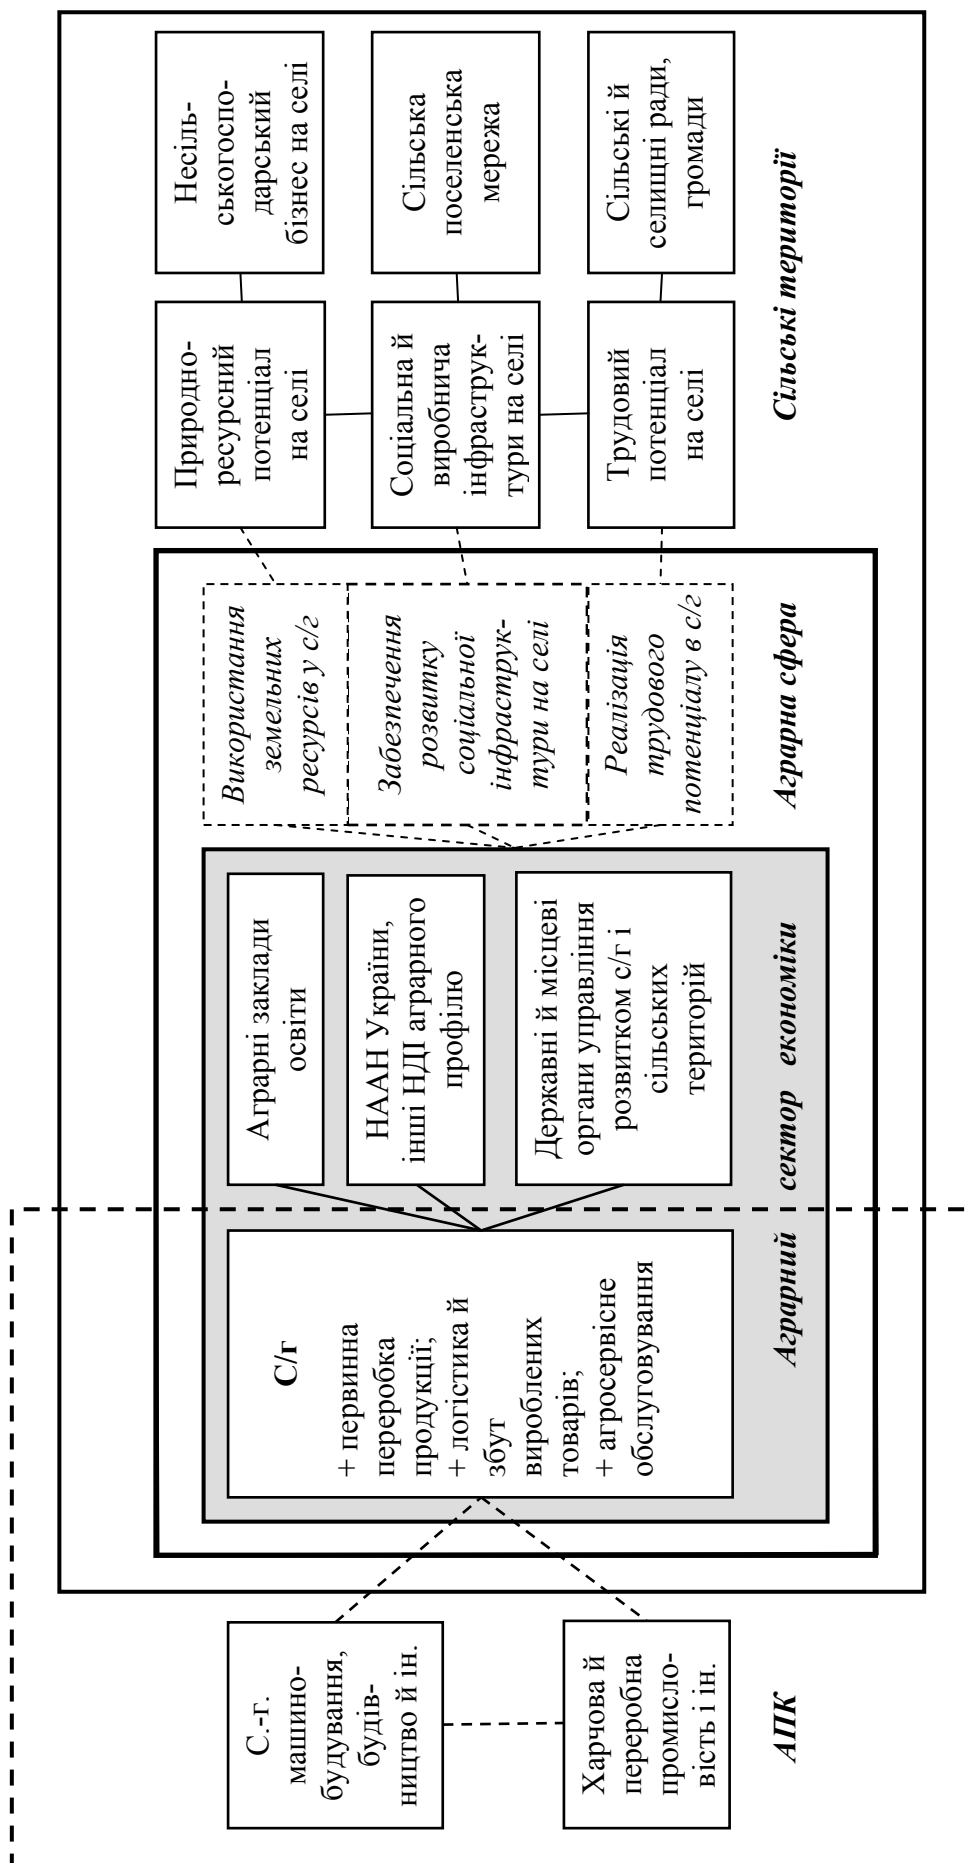 С.-г.
машино-
будування,
будів-
ництво й ін.
Харчова й
переробна
промисло-
вість і ін.
АПК
С/г
+ первинна
переробка
продукції;
+ логістика й
збут
вироблених
товарів;
+ агросервісне
обслуговування
Аграрні заклади
освіти
НААН України,
інші НДІ аграрного
профілю
Державні й місцеві
органи управління
розвитком с/г і
сільських
територій
Аграрний сектор економіки
Використання
земельних
ресурсів у с/г
Забезпечення
розвитку
соціальної
інфраструк-
тури на селі
Реалізація
трудового
потенціалу в с/г
Аграрна сфера
Природно-
ресурсний
потенціал
на селі
Соціальна й
виробнича
інфраструк-
тури на селі
Трудовий
потенціал
на селі
Несіль-
ськогоспо-
дарський
бізнес на селі
Сільська
поселенська
мережа
Сільські й
селищні ради,
громади
Сільські території